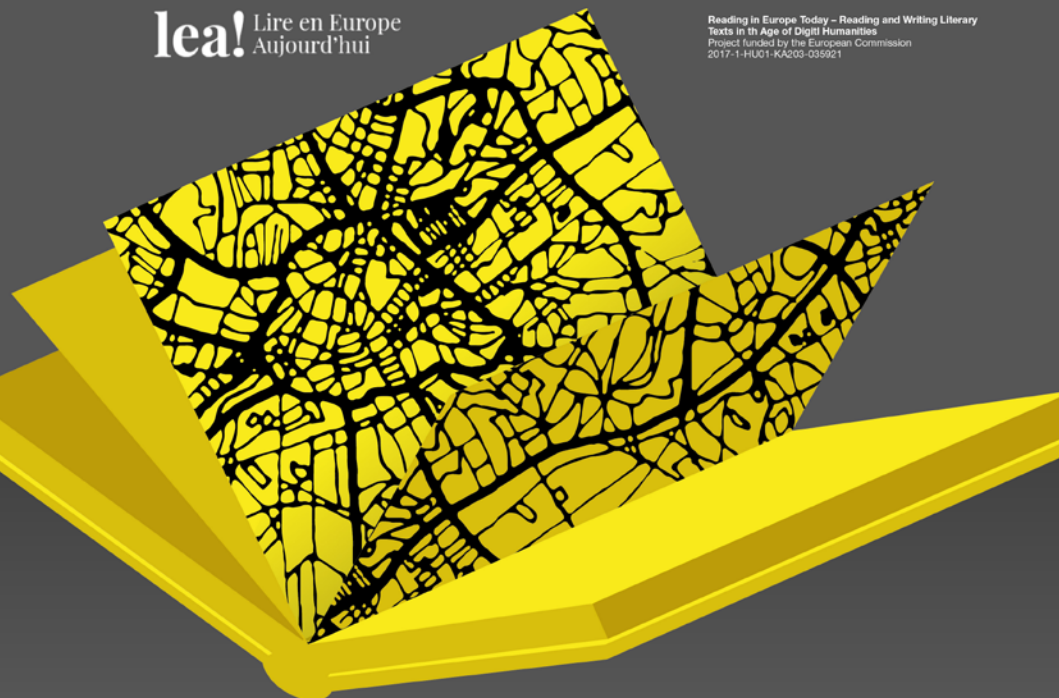 lea! Lire en Europe
Aujourd'hui
Reading in Europe Today – Reading and Writing Literary
Texts in th Age of Digitl Humanities
Project funded by the European Commission
2017-1-HU01-KA203-035921